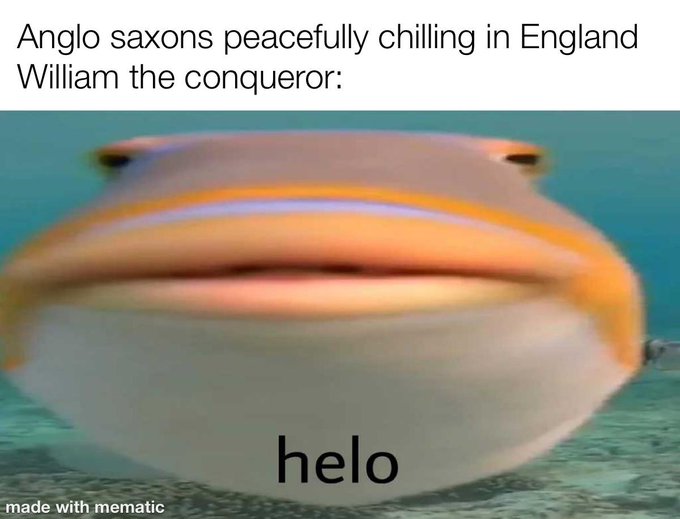 Anglo saxons peacefully chilling in England
William the conqueror:
helo
made with mematic